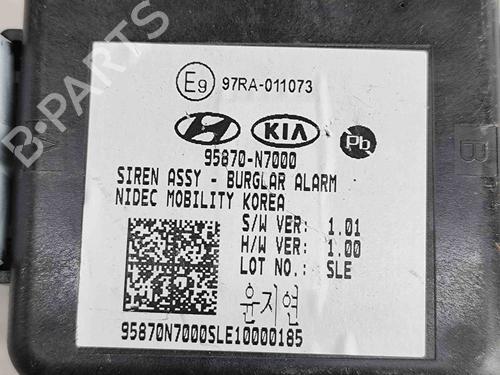 E9 97RA-011073
KIA Pb
95870-N7000
SIREN ASSY - BURGLAR ALARM
NIDEC MOBILITY KOREA
S/W VER: 1.01
H/W VER: 1.00
LOT NO.: SLE
윤지연
95870N7000SLE10000185
B
B-PARTS